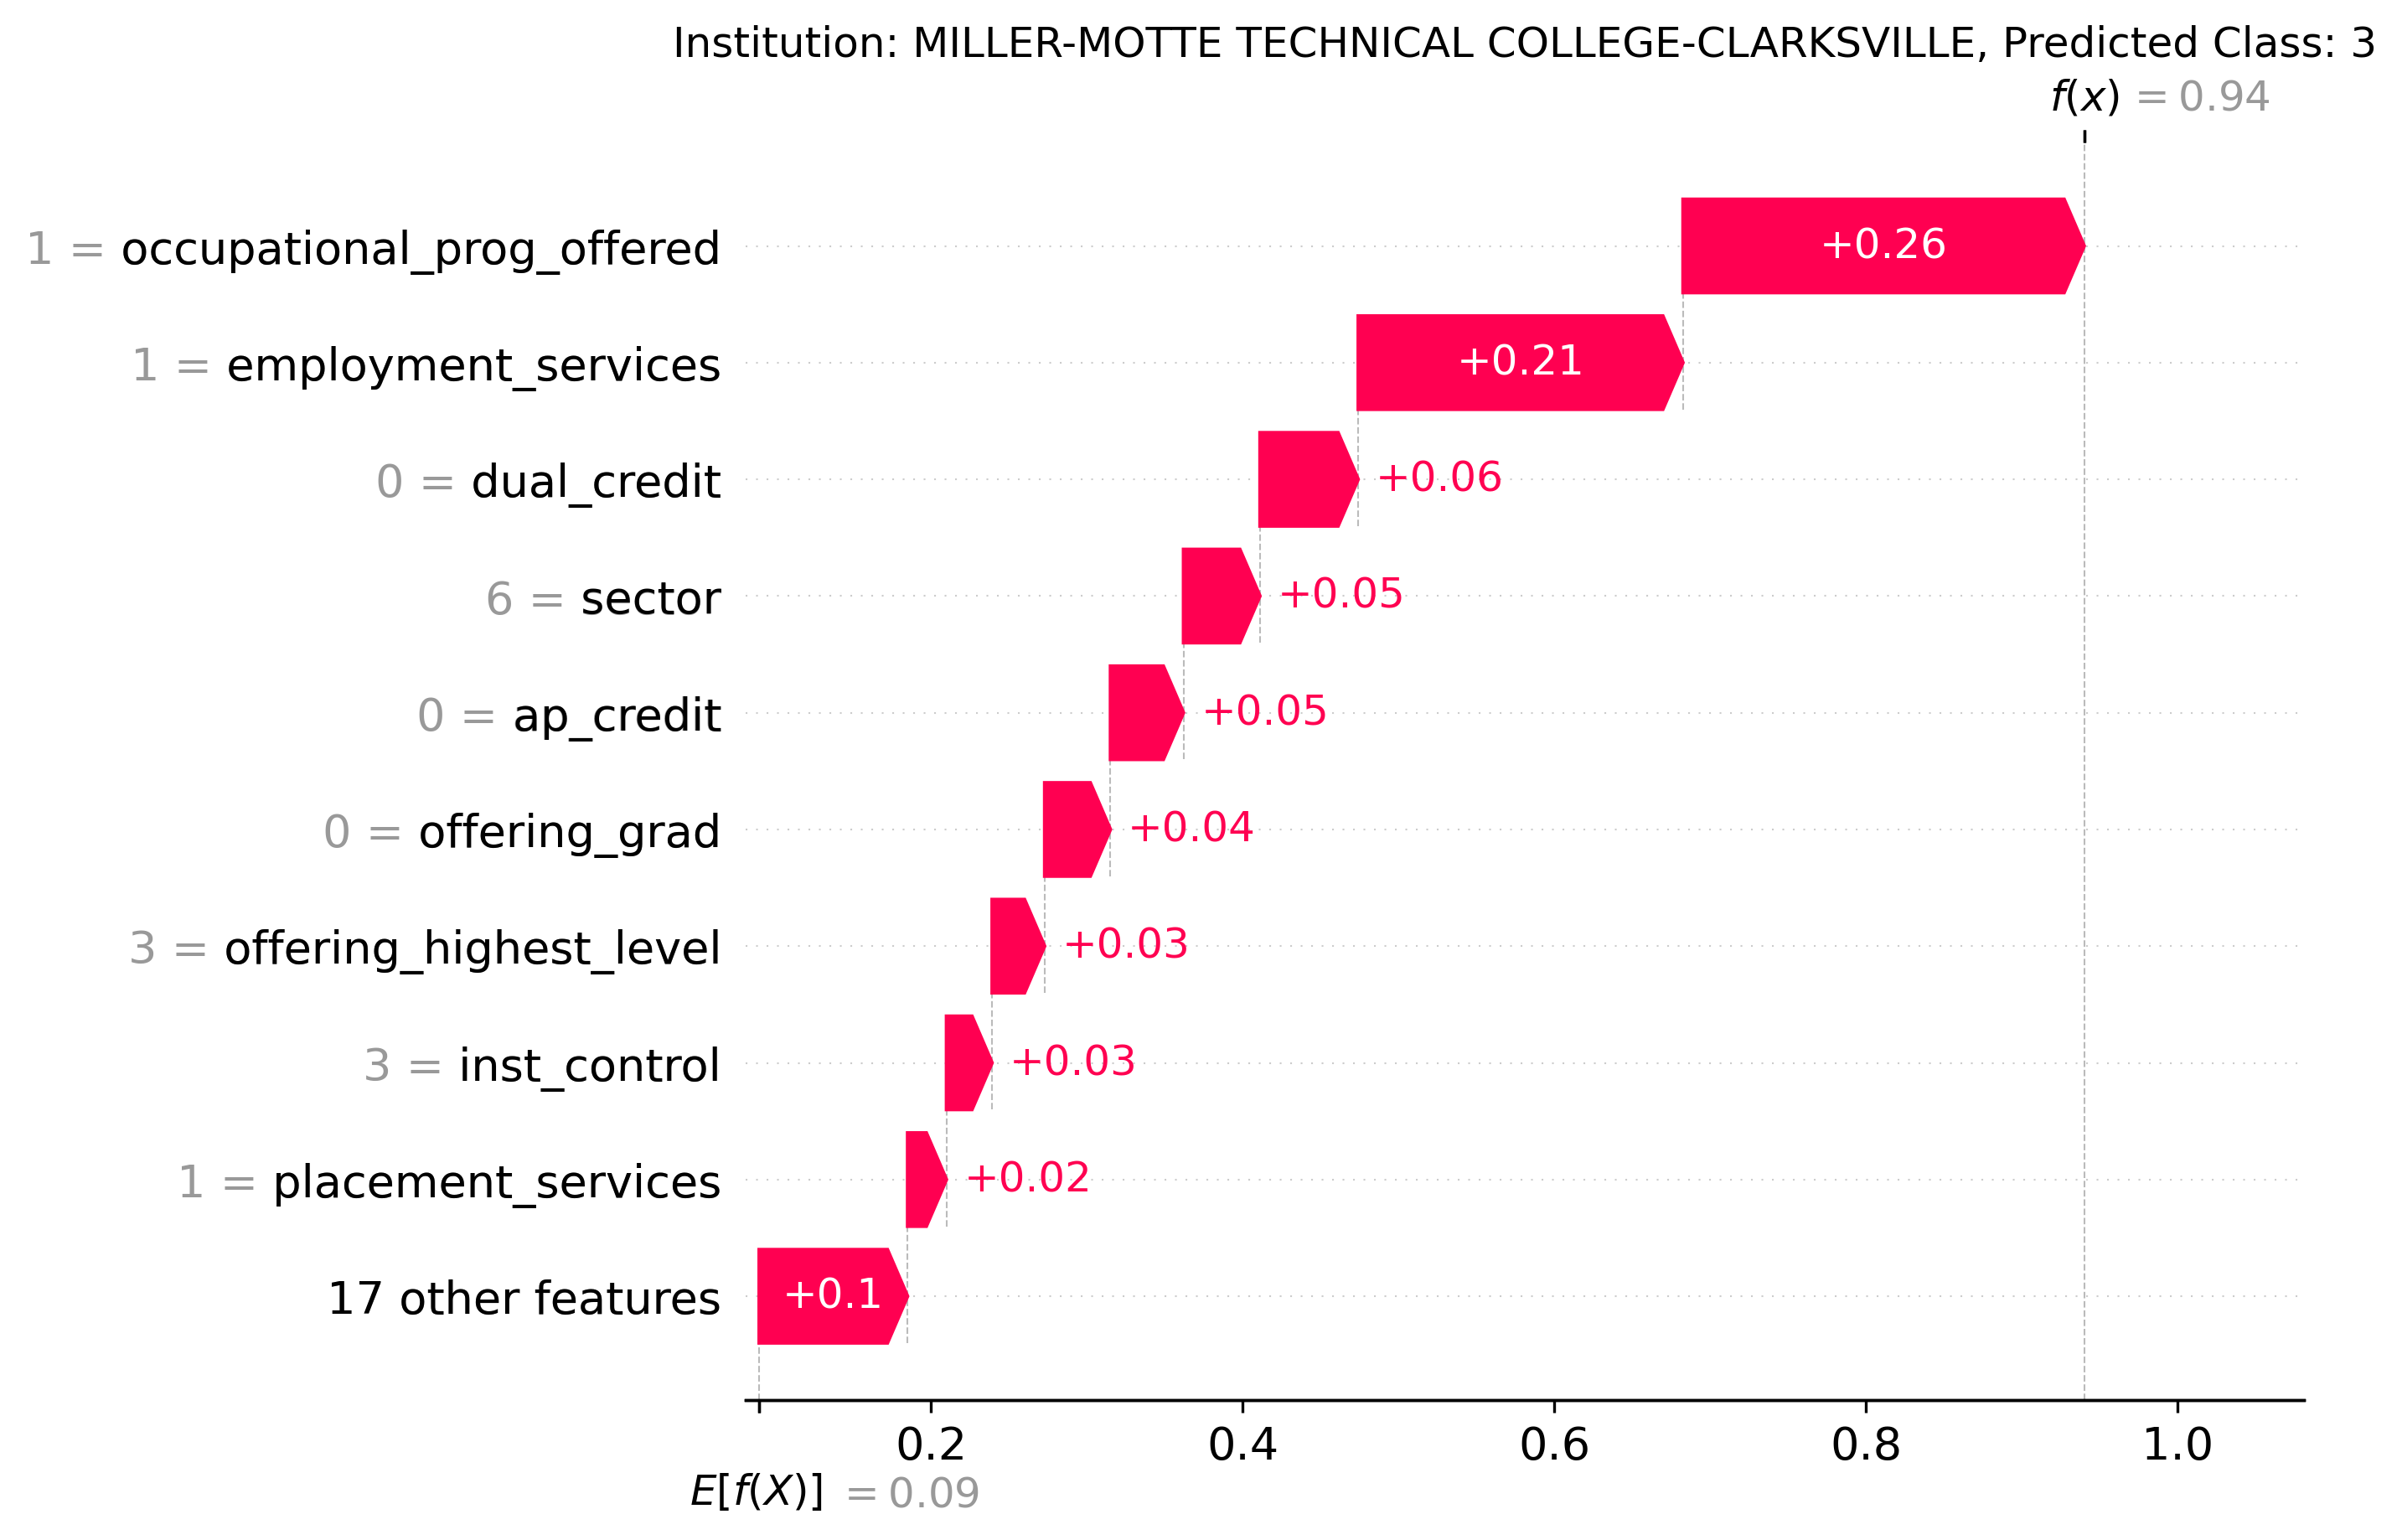 Institution: MILLER-MOTTE TECHNICAL COLLEGE-CLARKSVILLE, Predicted Class: 3
f(x) = 0.94
1 = occupational_prog_offered +0.26
1 = employment_services +0.21
0 = dual_credit +0.06
6 = sector +0.05
0 = ap_credit +0.05
0 = offering_grad +0.04
3 = offering_highest_level +0.03
3 = inst_control +0.03
1 = placement_services +0.02
17 other features +0.1
0.2 0.4 0.6 0.8 1.0
E[f(X)] = 0.09